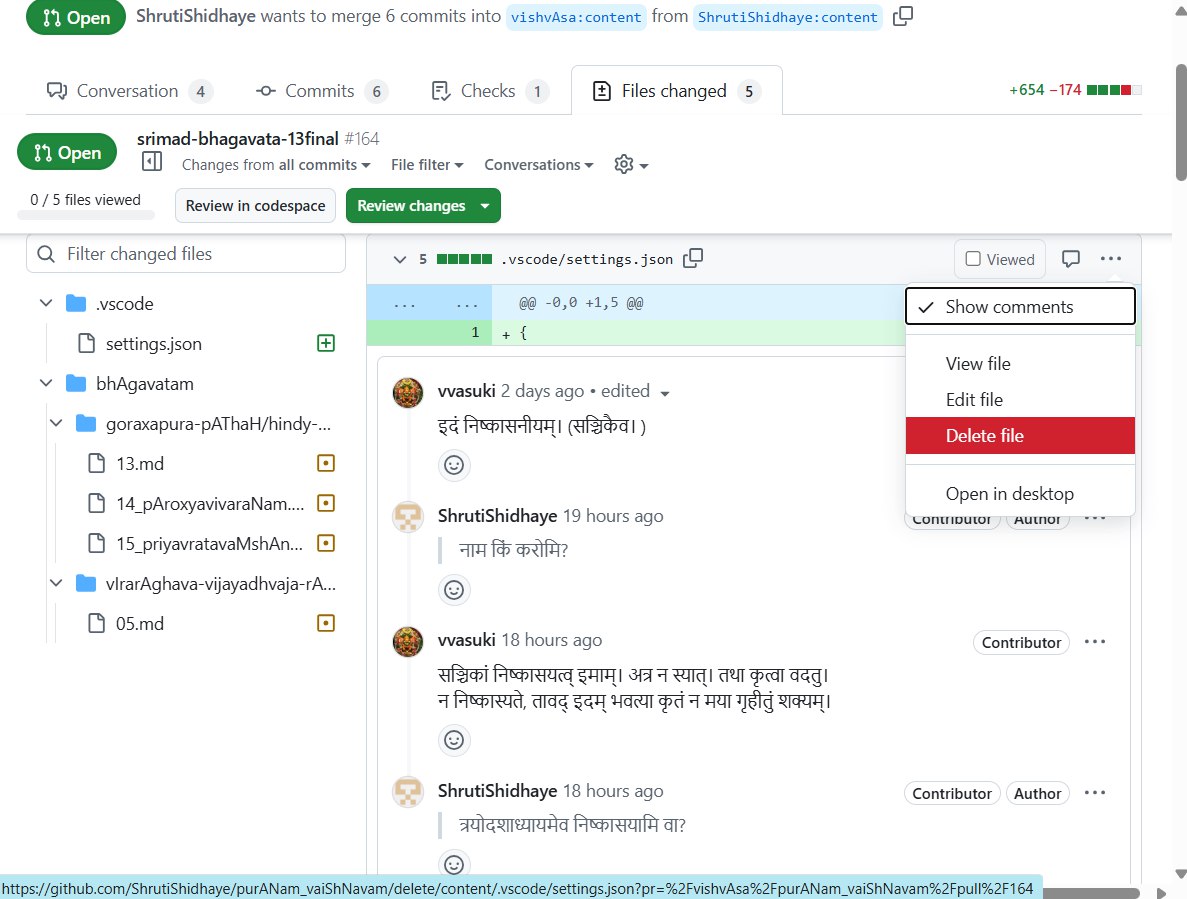 Open
ShrutiShidhaye wants to merge 6 commits into vishvAsa:content from ShrutiShidhaye:content
Conversation 4
Commits 6
Checks 1
Files changed 5
+654 −174
Open
srimad-bhagavata-13final #164
Changes from all commits
File filter
Conversations
0 / 5 files viewed
Review in codespace
Review changes
Filter changed files
.vscode
settings.json
bhAgavatam
goraxapura-pAThaH/hindy-...
13.md
14_pAroxyavivaraNam....
15_priyavratavaMshAn...
vIrarAghava-vijayadhvaja-rA...
05.md
5 .vscode/settings.json
Viewed
... ... @@ -0,0 +1,5 @@
1 + {
Show comments
View file
Edit file
Delete file
Open in desktop
vvasuki 2 days ago • edited
इदं निष्कासनीयम्। (सञ्चिकैव। )
ShrutiShidhaye 19 hours ago
Contributor Author
नाम किं करोमि?
vvasuki 18 hours ago
Contributor
सञ्चिकां निष्कासयत्व् इमाम्। अत्र न स्यात्। तथा कृत्वा वदतु।
न निष्कास्यते, तावद् इदम् भवत्या कृतं न मया गृहीतुं शक्यम्।
ShrutiShidhaye 18 hours ago
Contributor Author
त्रयोदशाध्यायमेव निष्कासयामि वा?
https://github.com/ShrutiShidhaye/purANam_vaiShNavam/delete/content/.vscode/settings.json?pr=%2FvishvAsa%2FpurANam_vaiShNavam%2Fpull%2F164